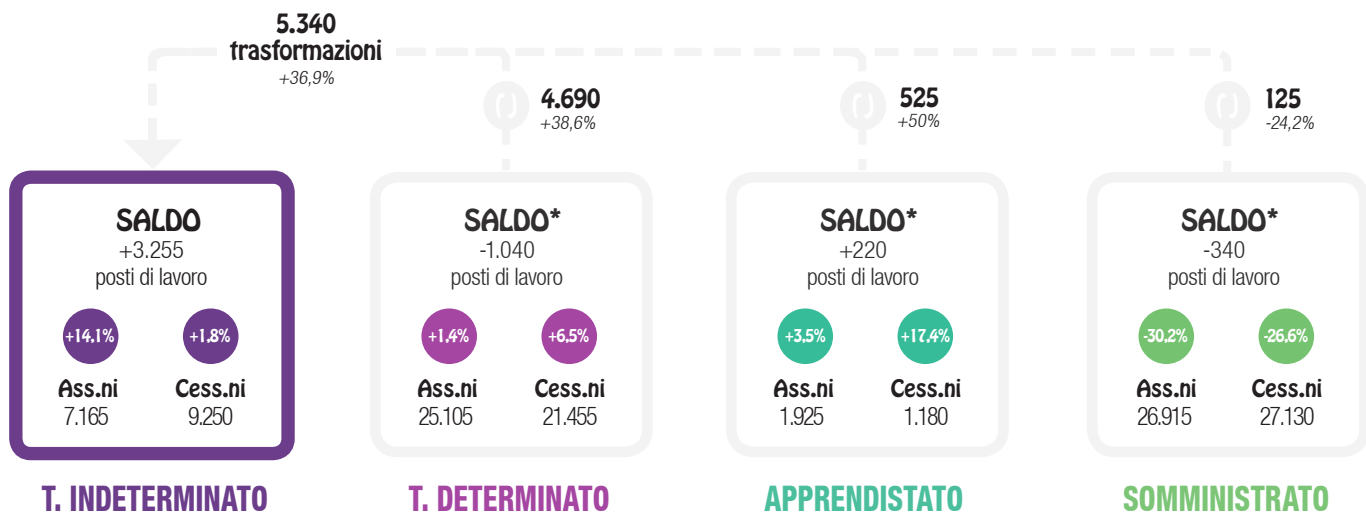 5.340
trasformazioni
+36,9%
4.690
+38,6%
525
+50%
125
-24,2%
SALDO
+3.255
posti di lavoro
+14,1%
+1,8%
Ass.ni
Cess.ni
7.165
9.250
T. INDETERMINATO
SALDO*
-1.040
posti di lavoro
+1,4%
+6,5%
Ass.ni
Cess.ni
25.105
21.455
T. DETERMINATO
SALDO*
+220
posti di lavoro
+3,5%
+17,4%
Ass.ni
Cess.ni
1.925
1.180
APPRENDISTATO
SALDO*
-340
posti di lavoro
-30,2%
-26,6%
Ass.ni
Cess.ni
26.915
27.130
SOMMINISTRATO